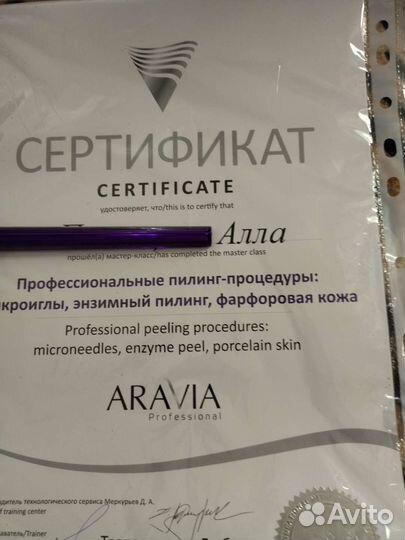 СЕРТИФИКАТ
CERTIFICATE
удостоверяет, что/this is to certify that
Алла
прошёл(а) мастер-класс/has completed the master class
Профессиональные пилинг-процедуры:
кроиглы, энзимный пилинг, фарфоровая кожа
Professional peeling procedures:
microneedles, enzyme peel, porcelain skin
ARAVIA
Professional
одитель технологического сервиса Меркурьев Д. А.
f training center
аватель/Trainer
Avito